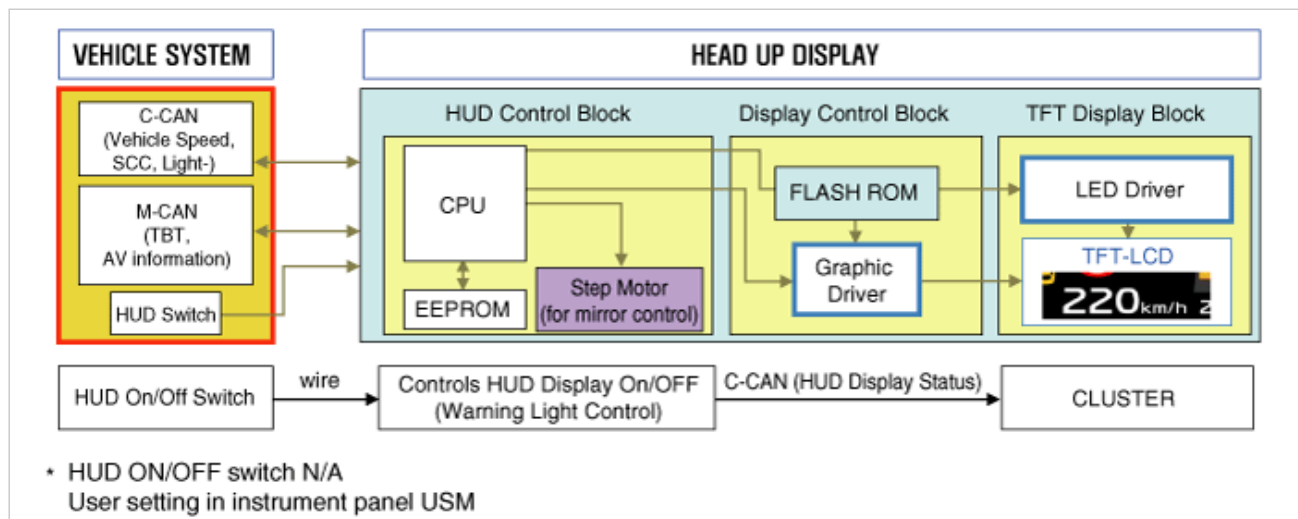 VEHICLE SYSTEM
HEAD UP DISPLAY
C-CAN
(Vehicle Speed,
SCC, Light-)
M-CAN
(TBT,
AV information)
HUD Switch
HUD Control Block
CPU
EEPROM
Step Motor
(for mirror control)
Display Control Block
FLASH ROM
Graphic
Driver
TFT Display Block
LED Driver
TFT-LCD
220km/h 2
HUD On/Off Switch
wire
Controls HUD Display On/OFF
(Warning Light Control)
C-CAN (HUD Display Status)
CLUSTER
* HUD ON/OFF switch N/A
User setting in instrument panel USM